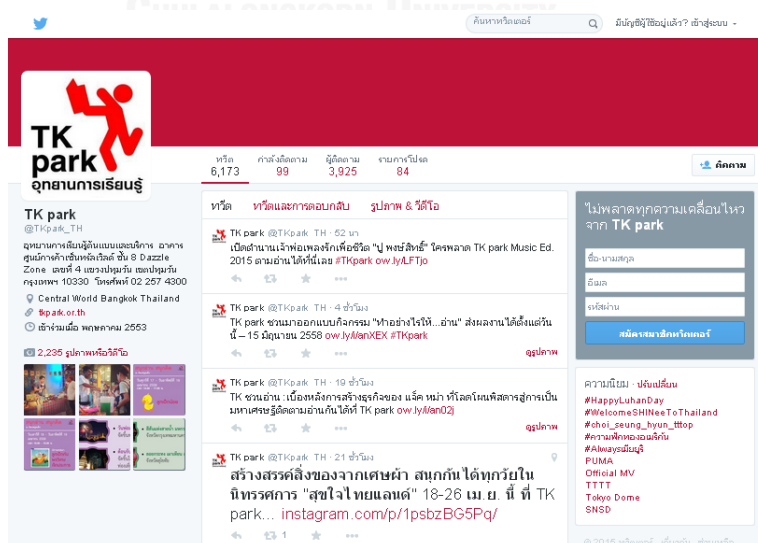 CHULALONGKORN UNIVERSITY
ค้นหาทวิตเตอร์
มีบัญชีผู้ใช้อยู่แล้ว? เข้าสู่ระบบ
TK
park
อุทยานการเรียนรู้
ทวีต
กำลังติดตาม
ผู้ติดตาม
รายการโปรด
6,173
99
3,925
84
ติดตาม
TK park
@TKpark_TH
อุทยานการเรียนรู้ต้นแบบและบริการ อาคาร
ศูนย์การค้าเซ็นทรัลเวิลด์ ชั้น 8 Dazzle
Zone เลขที่ 4 แขวงปทุมวัน เขตปทุมวัน
กรุงเทพฯ 10330 โทรศัพท์ 02 257 4300
Central World Bangkok Thailand
tkpark.or.th
เข้าร่วมเมื่อ พฤษภาคม 2553
2,235 รูปภาพหรือวิดีโอ
ทวีต ทวีตและการตอบกลับ รูปภาพ & วีดีโอ
TK park @TKpark_TH · 52 นา
เปิดตำนานเจ้าพ่อเพลงรักเพื่อชีวิต "ปู พงษ์สิทธิ์" ใครพลาด TK park Music Ed.
2015 ตามอ่านได้ที่นี่เลย #TKpark ow.ly/LFTjo
TK park @TKpark_TH · 4 ชั่วโมง
TK park ชวนมาออกแบบกิจกรรม "ทำอย่างไรให้...อ่าน" ส่งผลงานได้ตั้งแต่วัน
นี้ – 15 มิถุนายน 2558 ow.ly/l/anXEX #TKpark
ดูรูปภาพ
TK park @TKpark_TH · 19 ชั่วโมง
TK ชวนอ่าน :เบื้องหลังการสร้างธุรกิจของ แจ็ค หม่า ที่โลดโผนพิสดารสู่การเป็น
มหาเศรษฐีติดตามอ่านกันได้ที่ TK park ow.ly/l/an02j
ดูรูปภาพ
TK park @TKpark_TH · 21 ชั่วโมง
สร้างสรรค์สิ่งของจากเศษผ้า สนุกกันได้ทุกวัยใน
นิทรรศการ "สุขใจไทยแลนด์" 18-26 เม.ย. นี้ ที่ TK
park... instagram.com/p/1psbzBG5Pq/
1
ไม่พลาดทุกความเคลื่อนไหว
จาก TK park
ชื่อ-นามสกุล
อีเมล
รหัสผ่าน
สมัครสมาชิกทวิตเตอร์
ความนิยม · ปรับเปลี่ยน
#HappyLuhanDay
#WelcomeSHINeeToThailand
#choi_seung_hyun_tttop
#ความฟักทองอมริกัน
#Alwaysมียูริ
PUMA
Official MV
TTTT
Tokyo Dome
SNSD